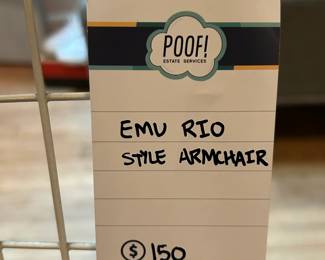 POOF!
ESTATE SERVICES
EMU RIO
STYLE ARMCHAIR
$ 150